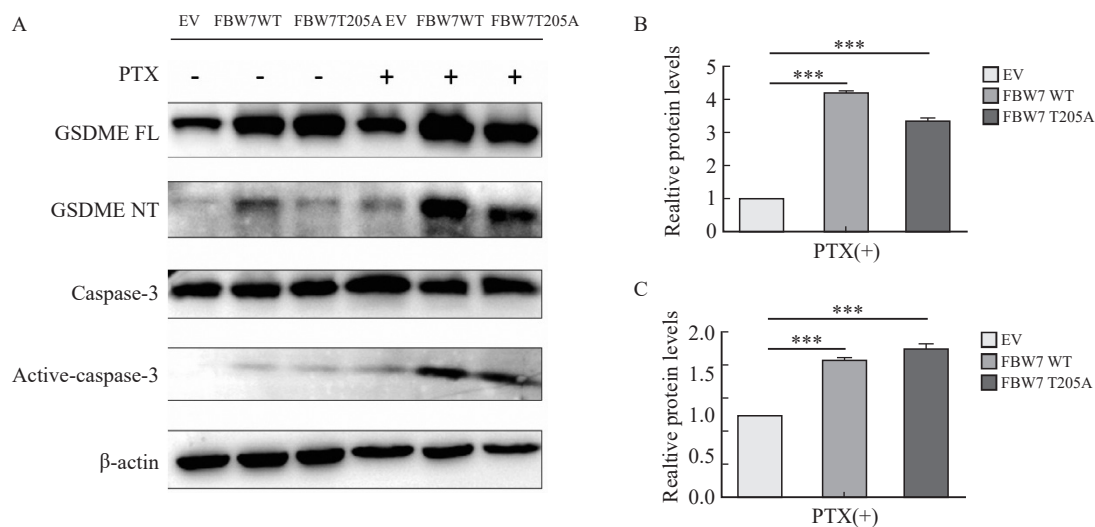 A
EV FBW7WT FBW7T205A EV FBW7WT FBW7T205A
PTX - - - + + +
GSDME FL
GSDME NT
Caspase-3
Active-caspase-3
β-actin
B
Realtive protein levels
5
4
3
2
1
0
***
***
PTX(+)
EV
FBW7 WT
FBW7 T205A
C
Realtive protein levels
2.0
1.5
1.0
0.5
0.0
***
***
PTX(+)
EV
FBW7 WT
FBW7 T205A